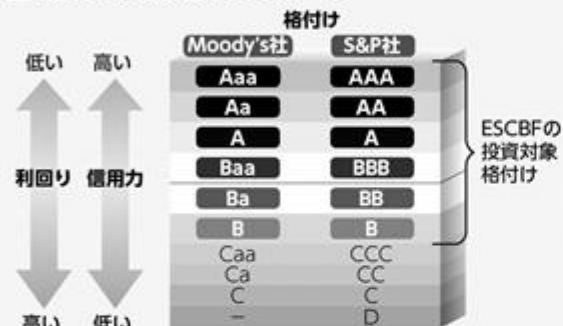 格付け
Moody's社 S&P社
低い 高い
Aaa AAA
Aa AA
A A
Baa BBB
Ba BB
B B
Caa CCC
Ca CC
C C
− D
利回り 信用力
高い 低い
ESCBFの
投資対象
格付け